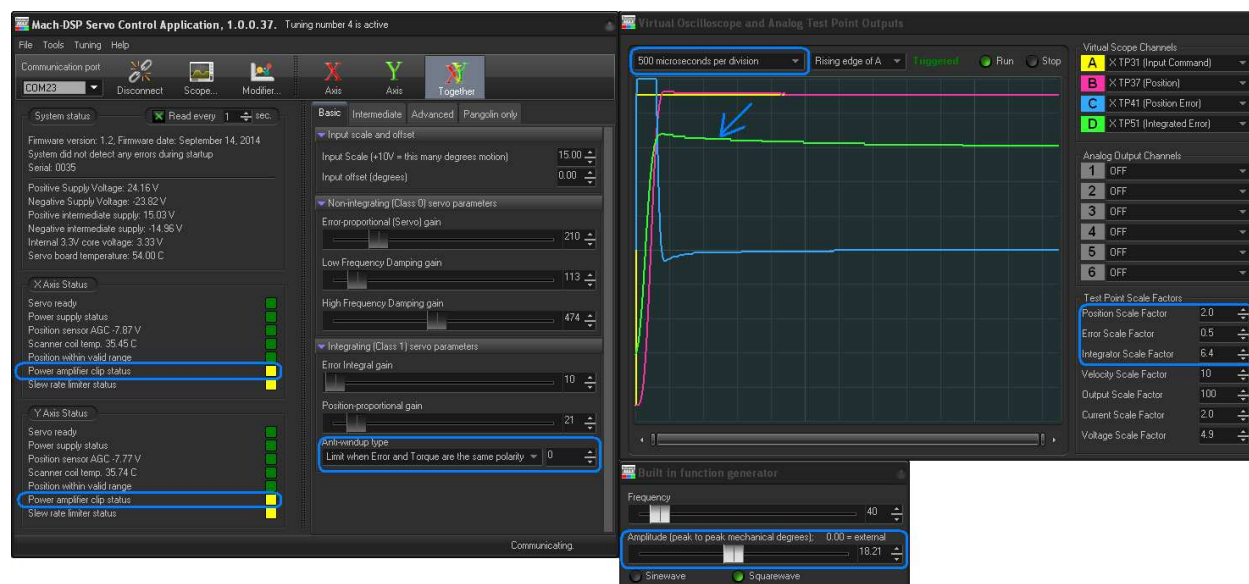 Mach-DSP Servo Control Application, 1.0.0.37. Tuning number 4 is active
File Tools Tuning Help
Communication port
COM23
Disconnect
Scope...
Modifier...
X
Axis
Y
Axis
Together
System status
Read every 1 sec.
Firmware version: 1.2, Firmware date: September 14, 2014
System did not detect any errors during startup
Serial: 0035
Positive Supply Voltage: 24.16 V
Negative Supply Voltage: -23.82 V
Positive intermediate supply: 15.03 V
Negative intermediate supply: -14.96 V
Internal 3.3V core voltage: 3.33 V
Servo board temperature: 54.00 C
X Axis Status
Servo ready
Power supply status
Position sensor AGC -7.87 V
Scanner coil temp. 35.45 C
Position within valid range
Power amplifier clip status
Slew rate limiter status
Y Axis Status
Servo ready
Power supply status
Position sensor AGC -7.77 V
Scanner coil temp. 35.74 C
Position within valid range
Power amplifier clip status
Slew rate limiter status
Basic Intermediate Advanced Pangolin only
Input scale and offset
Input Scale (+10V = this many degrees motion) 15.00
Input offset (degrees) 0.00
Non-integrating (Class 0) servo parameters
Error-proportional (Servo) gain
210
Low Frequency Damping gain
113
High Frequency Damping gain
474
Integrating (Class 1) servo parameters
Error Integral gain
10
Position-proportional gain
21
Anti-windup type
Limit when Error and Torque are the same polarity 0
Communicating.
Virtual Oscilloscope and Analog Test Point Outputs
500 microseconds per division
Rising edge of A
Triggered
Run
Stop
Virtual Scope Channels
A X TP31 (Input Command)
B X TP37 (Position)
C X TP41 (Position Error)
D X TP51 (Integrated Error)
Analog Output Channels
1 OFF
2 OFF
3 OFF
4 OFF
5 OFF
6 OFF
Test Point Scale Factors
Position Scale Factor 2.0
Error Scale Factor 0.5
Integrator Scale Factor 6.4
Velocity Scale Factor 10
Output Scale Factor 100
Current Scale Factor 2.0
Voltage Scale Factor 4.9
Built in function generator
Frequency
40
Amplitude (peak to peak mechanical degrees); 0.00 = external
18.21
Sinewave
Squarewave